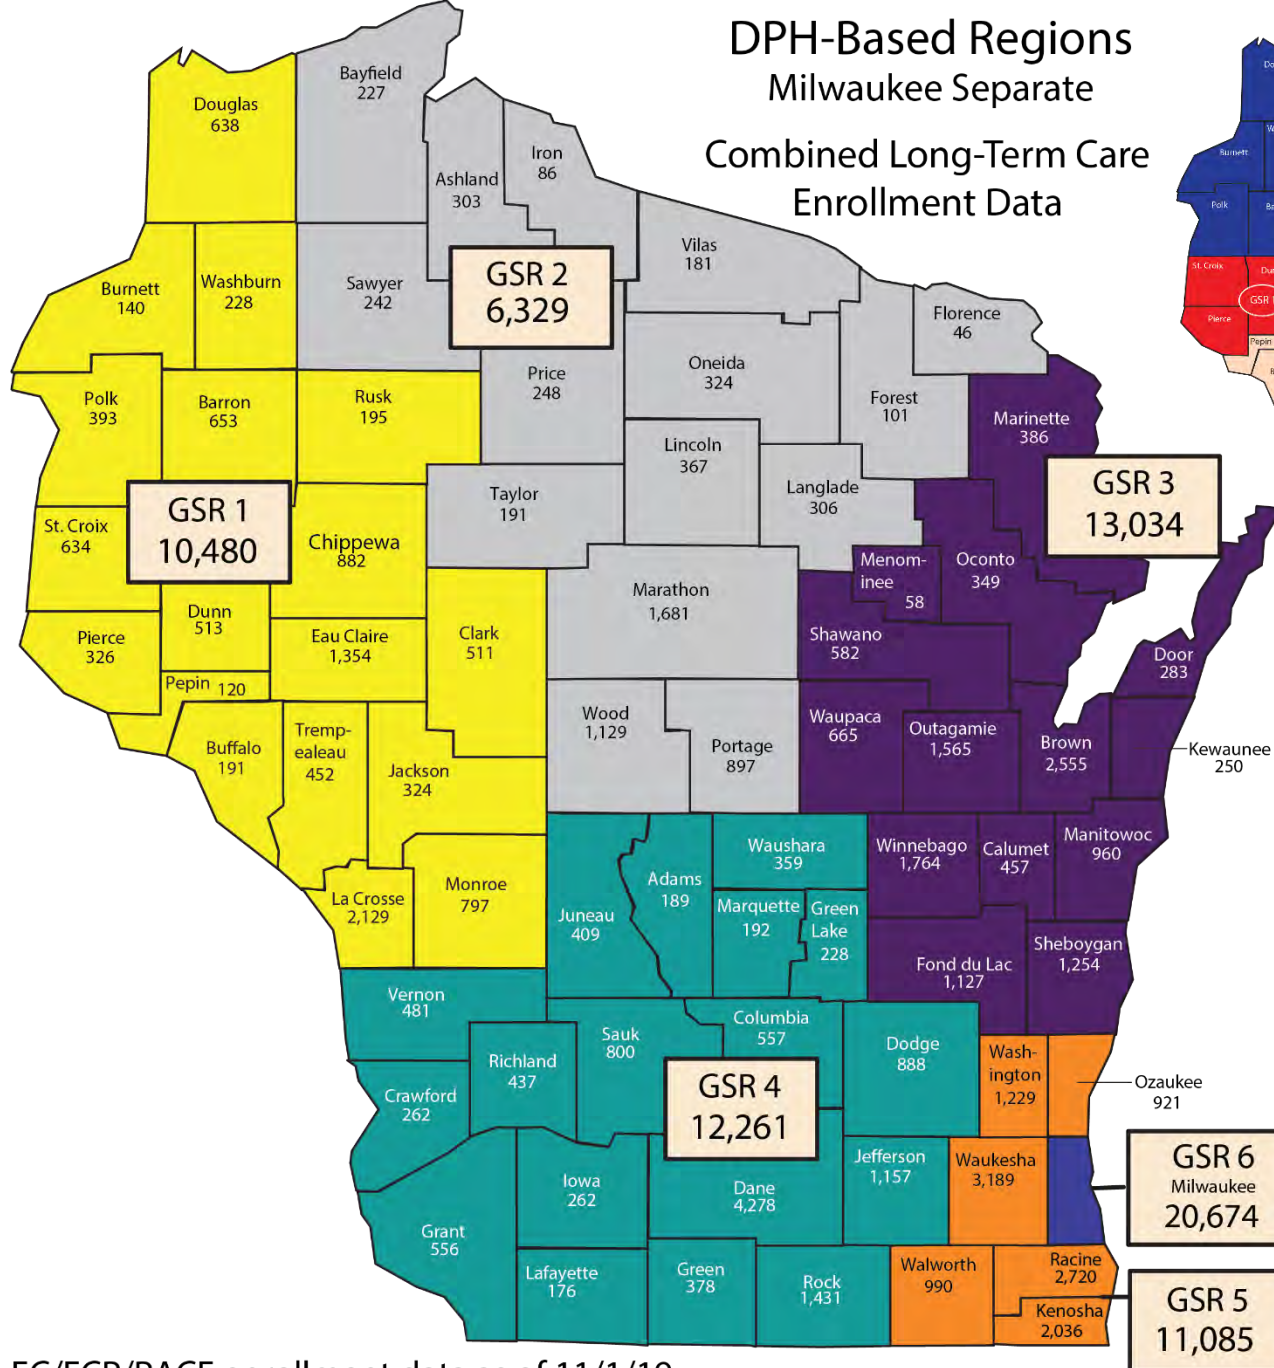 DPH-Based Regions
Milwaukee Separate
Combined Long-Term Care
Enrollment Data
Bayfield
227
Douglas
638
Ashland
303
Iron
86
Vilas
181
GSR 2
6,329
Burnett
140
Washburn
228
Sawyer
242
Florence
46
Polk
393
Barron
653
Rusk
195
Price
248
Oneida
324
Forest
101
Marinette
386
Lincoln
367
Langlade
306
Taylor
191
GSR 1
10,480
GSR 3
13,034
St. Croix
634
Chippewa
882
Menom-
inee
58
Oconto
349
Marathon
1,681
Dunn
513
Pierce
326
Eau Claire
1,354
Clark
511
Shawano
582
Door
283
Pepin 120
Buffalo
191
Tremp-
ealeau
452
Jackson
324
Wood
1,129
Portage
897
Waupaca
665
Outagamie
1,565
Brown
2,555
Kewaunee
250
La Crosse
2,129
Monroe
797
Juneau
409
Adams
189
Waushara
359
Marquette
192
Green
Lake
228
Winnebago
1,764
Calumet
457
Manitowoc
960
Fond du Lac
1,127
Sheboygan
1,254
Vernon
481
Richland
437
Sauk
800
Columbia
557
Dodge
888
Wash-
ington
1,229
Ozaukee
921
Crawford
262
GSR 4
12,261
Jefferson
1,157
Waukesha
3,189
GSR 6
Milwaukee
20,674
Grant
556
Iowa
262
Dane
4,278
Lafayette
176
Green
378
Rock
1,431
Walworth
990
Racine
2,720
Kenosha
2,036
GSR 5
11,085
Burnett
Polk
St. Croix
GSR
Pierce
Pepin